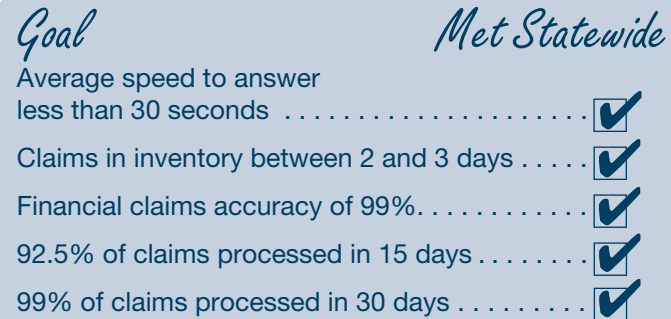 Goal Met Statewide
Average speed to answer
less than 30 seconds . . . . . . . . . . . . . . . . . . . . . ✔
Claims in inventory between 2 and 3 days . . . . . ✔
Financial claims accuracy of 99%. . . . . . . . . . . . ✔
92.5% of claims processed in 15 days . . . . . . . . ✔
99% of claims processed in 30 days . . . . . . . . . ✔